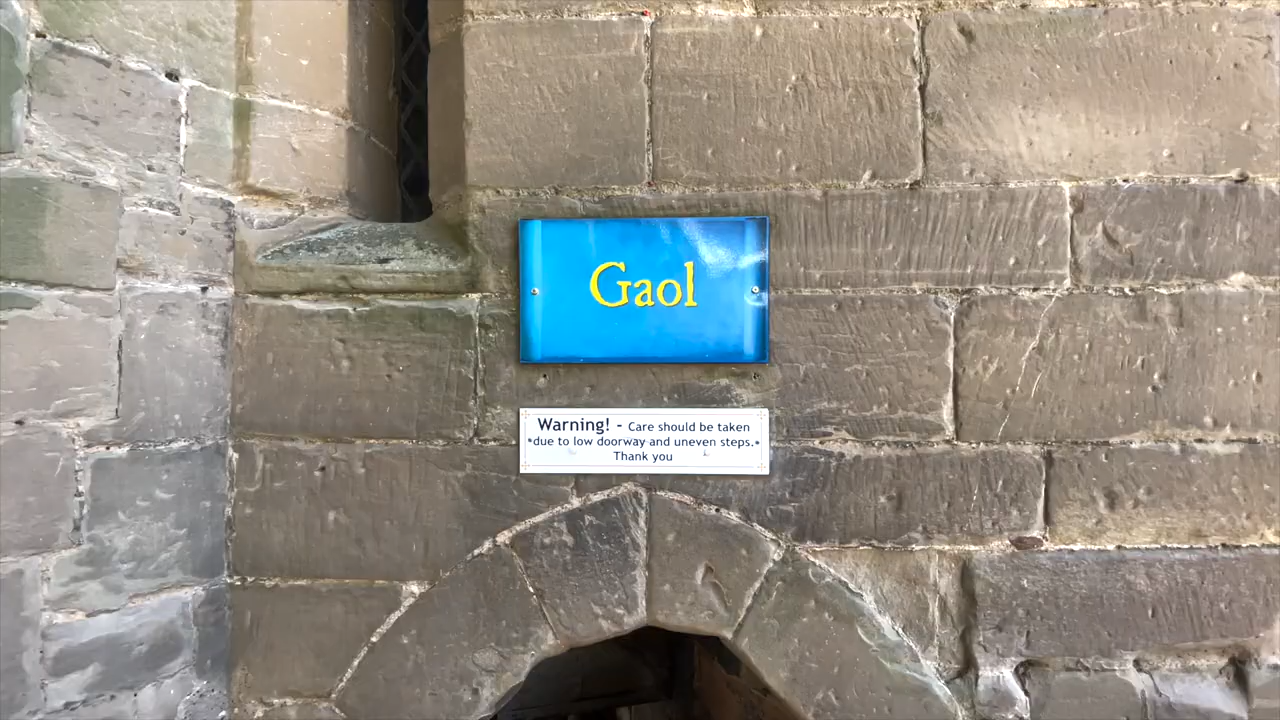 Gaol
Warning! - Care should be taken
*due to low doorway and uneven steps.*
Thank you